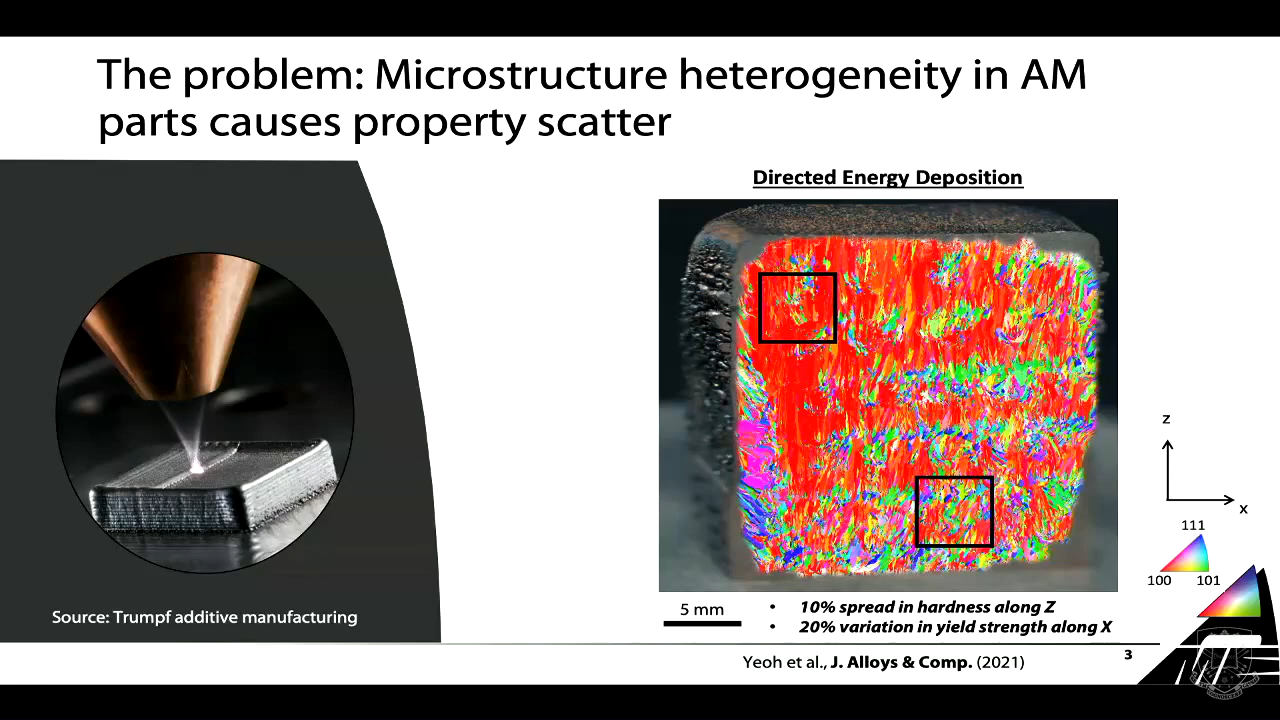 The problem: Microstructure heterogeneity in AM
parts causes property scatter
Directed Energy Deposition
Source: Trumpf additive manufacturing
5 mm
• 10% spread in hardness along Z
• 20% variation in yield strength along X
Yeoh et al., J. Alloys & Comp. (2021)
z
x
111
100 101
3